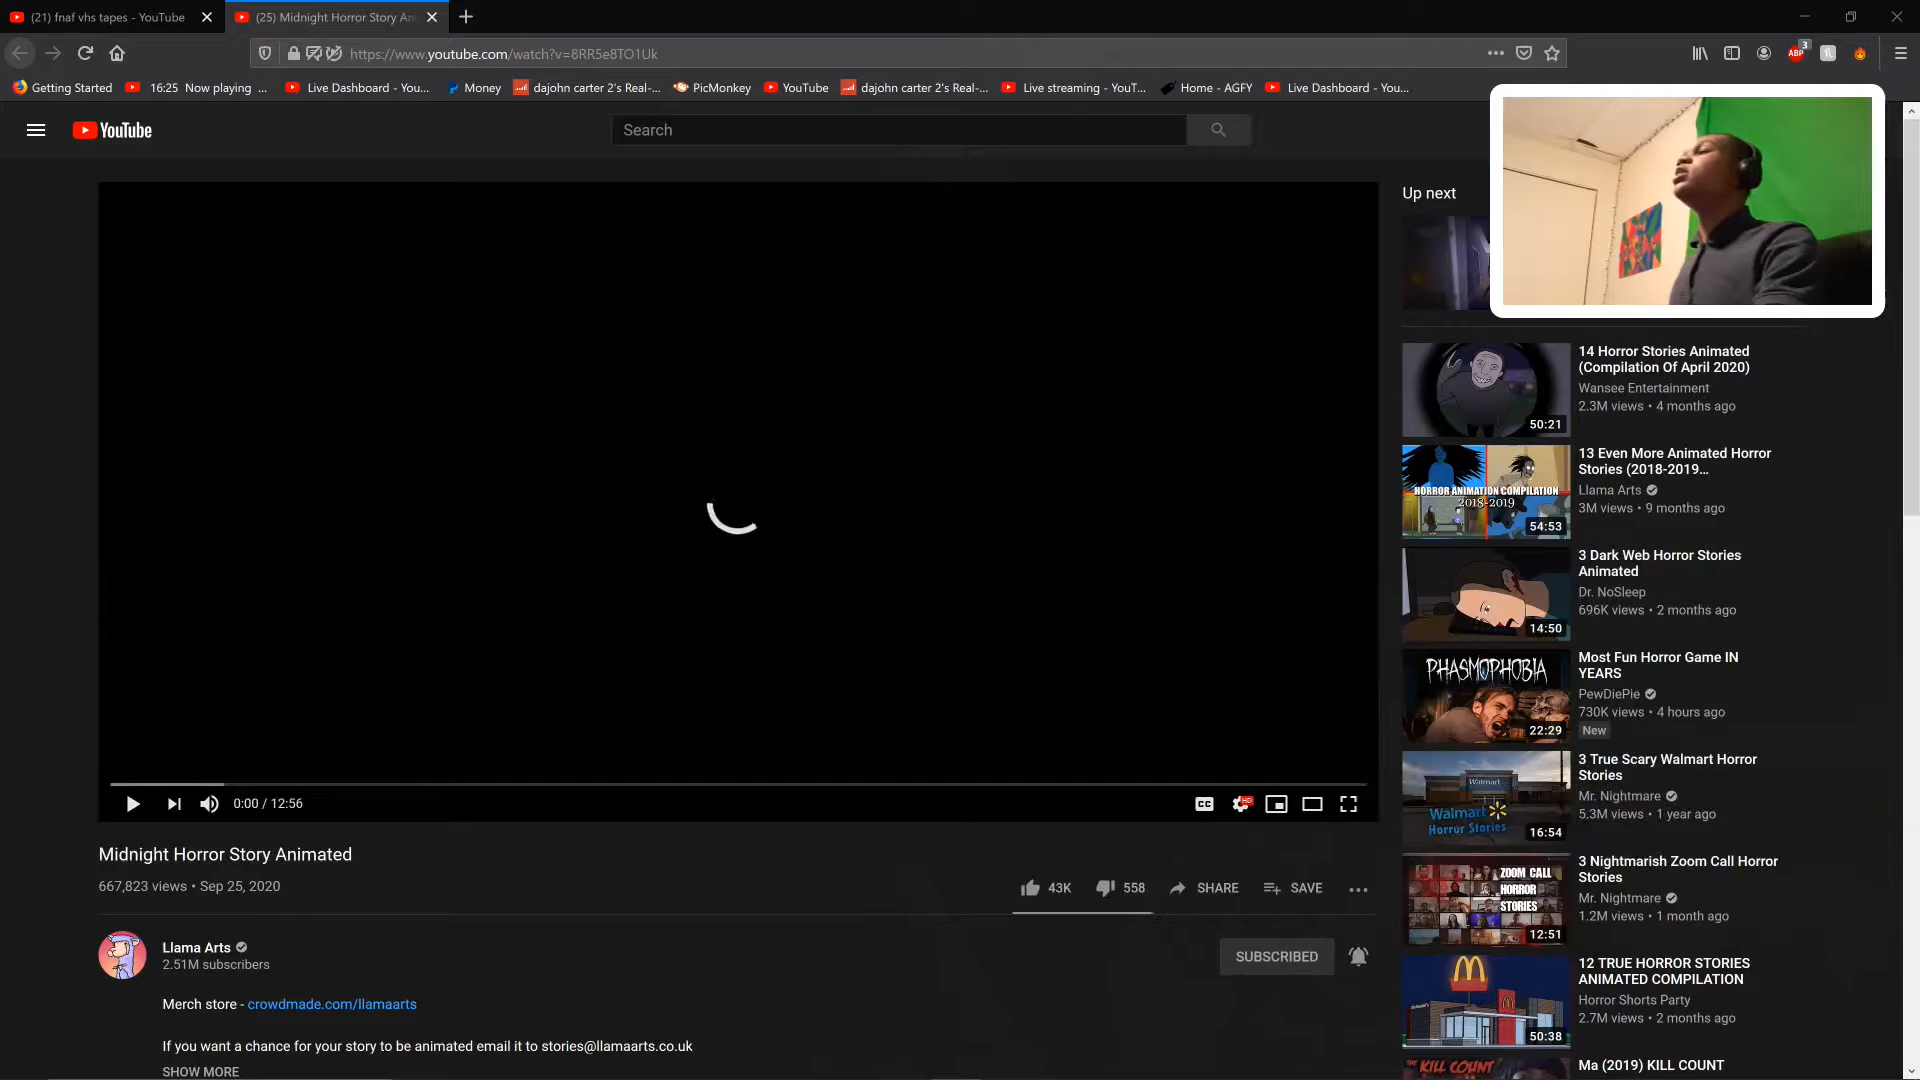 (21) fnaf vhs tapes - YouTube
(25) Midnight Horror Story An
https://www.youtube.com/watch?v=8RR5e8TO1Uk
ABP
3
Getting Started
16:25 Now playing ...
Live Dashboard - You...
Money
dajohn carter 2's Real-...
PicMonkey
YouTube
dajohn carter 2's Real-...
Live streaming - YouT...
Home - AGFY
Live Dashboard - You...
YouTube
Search
Up next
14 Horror Stories Animated
(Compilation Of April 2020)
Wansee Entertainment
2.3M views • 4 months ago
50:21
13 Even More Animated Horror
Stories (2018-2019...
Llama Arts
3M views • 9 months ago
HORROR ANIMATION COMPILATION
2018-2019
54:53
3 Dark Web Horror Stories
Animated
Dr. NoSleep
696K views • 2 months ago
14:50
Most Fun Horror Game IN
YEARS
PewDiePie
730K views • 4 hours ago
New
PHASMOPHOBIA
22:29
3 True Scary Walmart Horror
Stories
Mr. Nightmare
5.3M views • 1 year ago
Walmart
Walmart
Horror Stories
16:54
3 Nightmarish Zoom Call Horror
Stories
Mr. Nightmare
1.2M views • 1 month ago
ZOOM CALL
HORROR
STORIES
12:51
12 TRUE HORROR STORIES
ANIMATED COMPILATION
Horror Shorts Party
2.7M views • 2 months ago
50:38
Ma (2019) KILL COUNT
THE KILL COUNT
0:00 / 12:56
CC
HD
Midnight Horror Story Animated
667,823 views • Sep 25, 2020
43K
558
SHARE
SAVE
Llama Arts
2.51M subscribers
SUBSCRIBED
Merch store - crowdmade.com/llamaarts
If you want a chance for your story to be animated email it to stories@llamaarts.co.uk
SHOW MORE